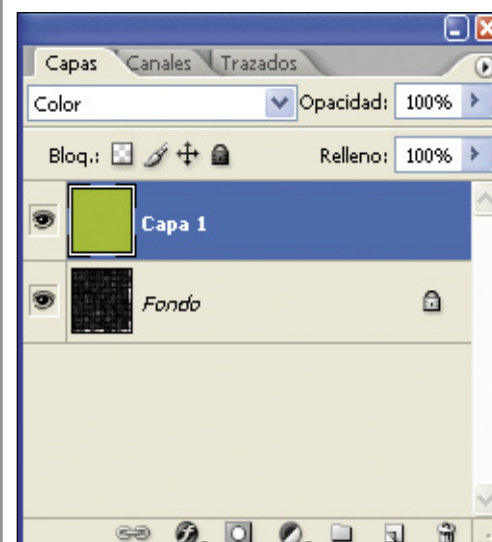 Capas Canales Trazados
Color Opacidad: 100%
Bloq.: Relleno: 100%
Capa 1
Fondo